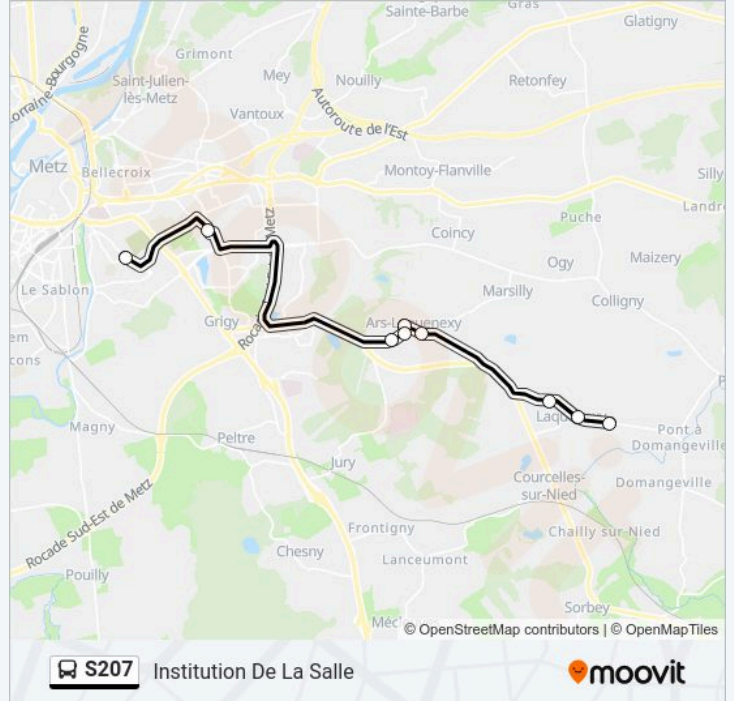 Sainte-Barbe
Gras
Glatigny
Lorraine-Bourgogne
Grimont
Mey
Nouilly
Retonfey
Saint-Julien-
lès-Metz
Vantoux
Autoroute de l'Est
Metz
Bellecroix
Montoy-Flanville
Silly
Landre
Puche
Metz
Coincy
Ogy
Maizery
Le Sablon
Marsilly
Colligny
Grigy
Ars-Laquenexy
Magny
Peltre
Pont à
Domangeville
Jury
Courcelles-
sur-Nied
Domangeville
Rocade Sud-Est de Metz
Frontigny
Chailly sur Nied
Chesny
Lanceumont
Pouilly
Sorbey
Méc
© OpenStreetMap contributors | © OpenMapTiles
S207 Institution De La Salle moovit